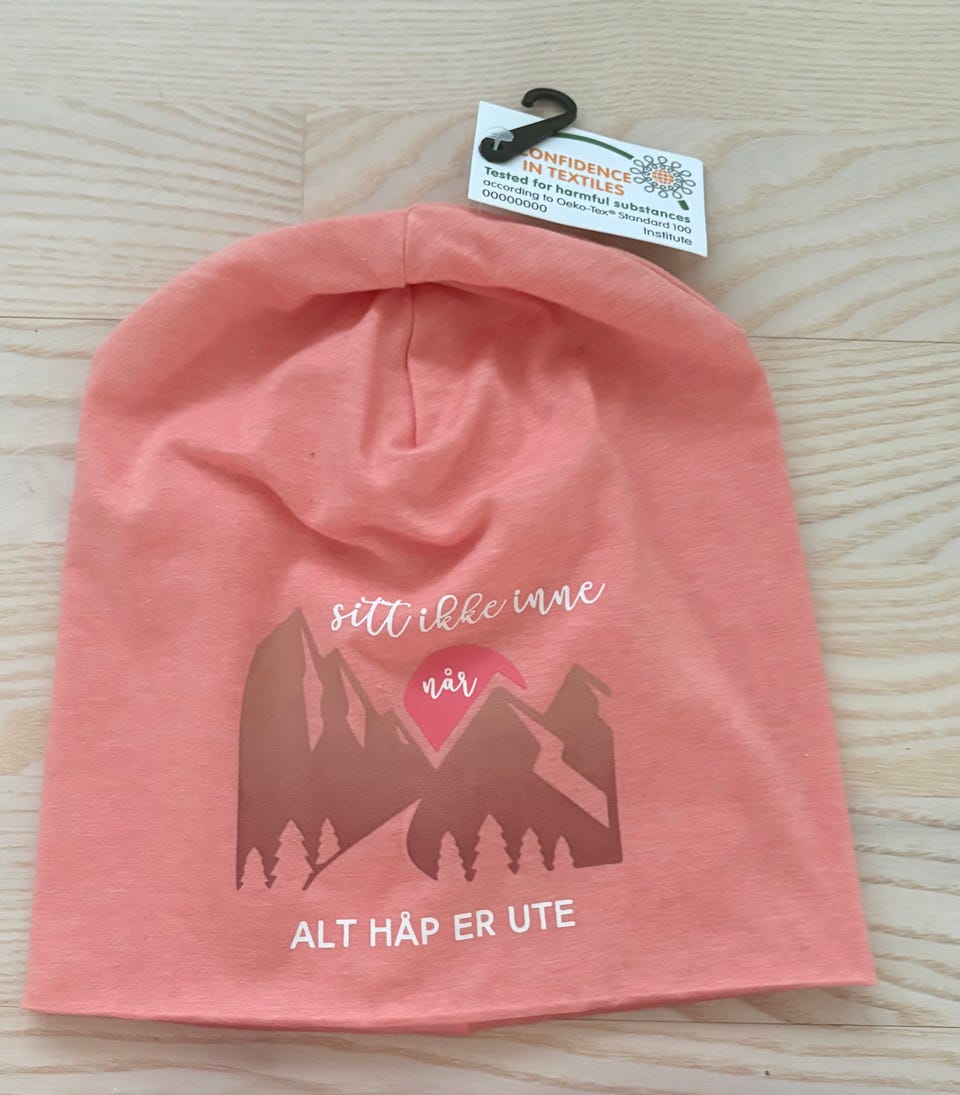 CONFIDENCE
IN TEXTILES
Tested for harmful substances
according to Oeko-Tex® Standard 100
00000000
Institute
sitt ikke inne
når
ALT HÅP ER UTE